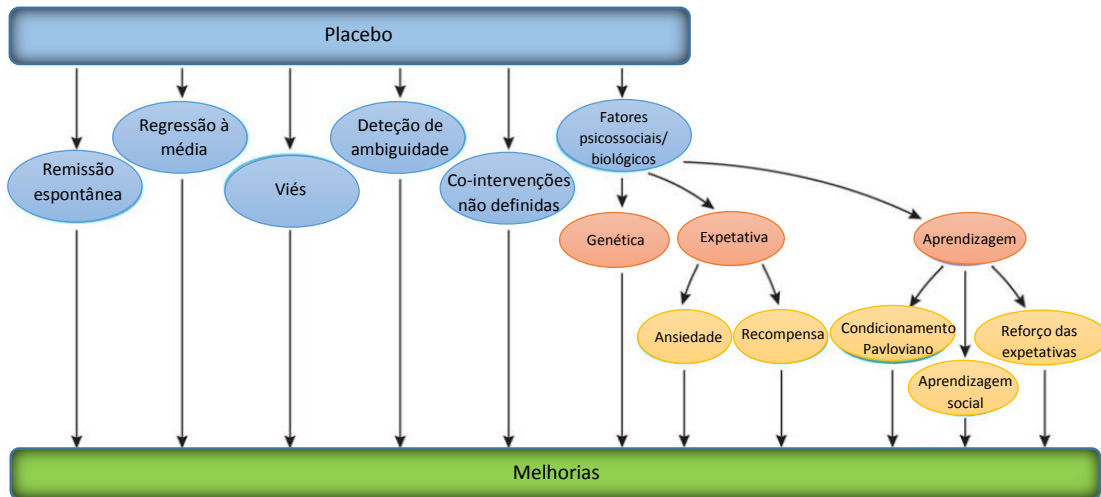 Placebo
Remissão
espontânea
Regressão à
média
Viés
Deteção de
ambiguidade
Co-intervenções
não definidas
Fatores
psicossociais/
biológicos
Genética
Expetativa
Aprendizagem
Ansiedade
Recompensa
Condicionamento
Pavloviano
Aprendizagem
social
Reforço das
expetativas
Melhorias